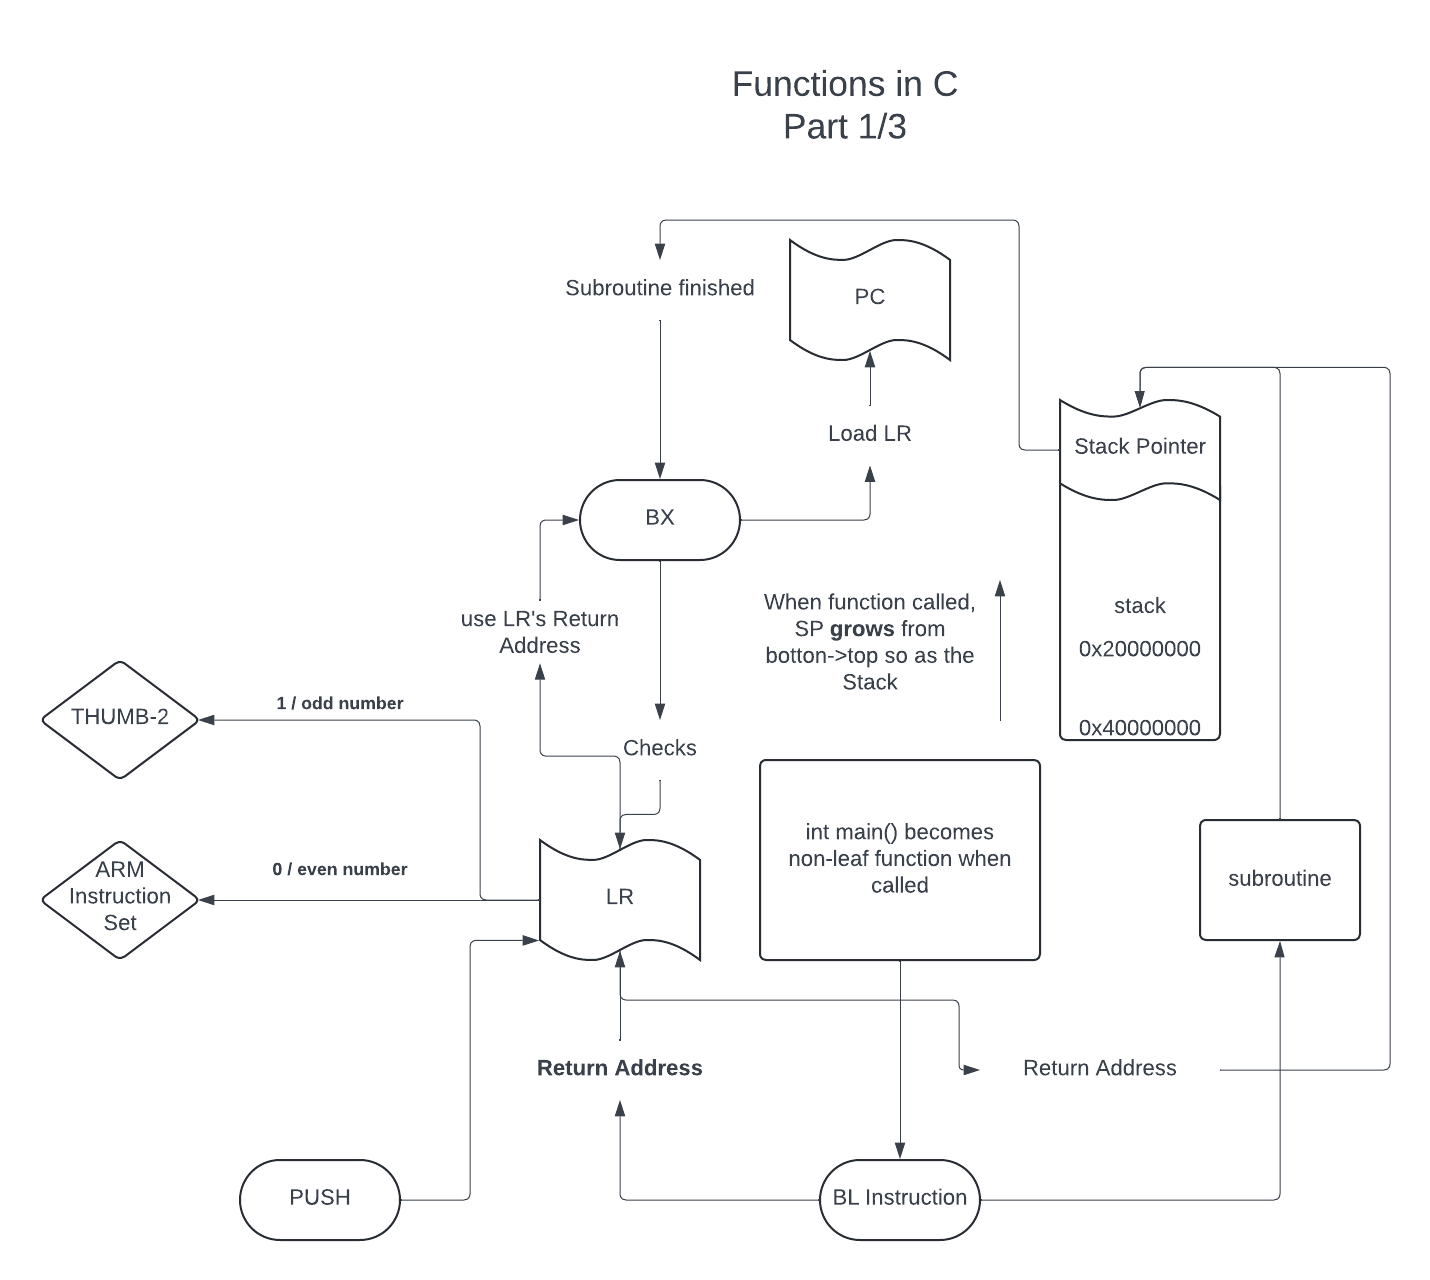 Functions in C
Part 1/3
Subroutine finished
PC
Load LR
Stack Pointer
BX
When function called,
SP grows from
botton->top so as the
Stack
stack
0x20000000
0x40000000
use LR's Return
Address
1 / odd number
THUMB-2
Checks
int main() becomes
non-leaf function when
called
subroutine
0 / even number
ARM
Instruction
Set
LR
Return Address
Return Address
PUSH
BL Instruction